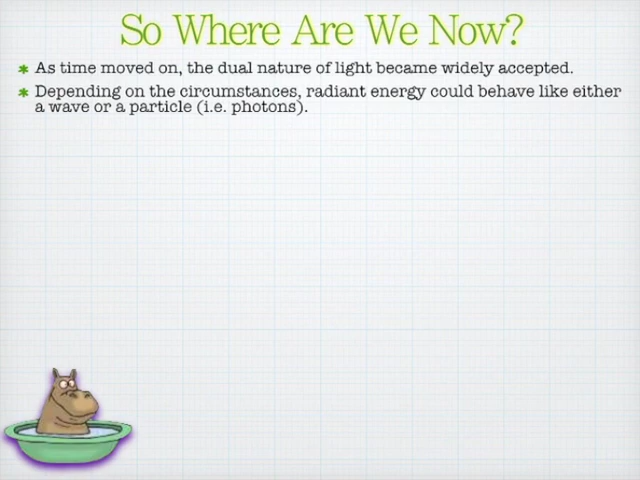 So Where Are We Now?
As time moved on, the dual nature of light became widely accepted.
Depending on the circumstances, radiant energy could behave like either
a wave or a particle (i.e. photons).